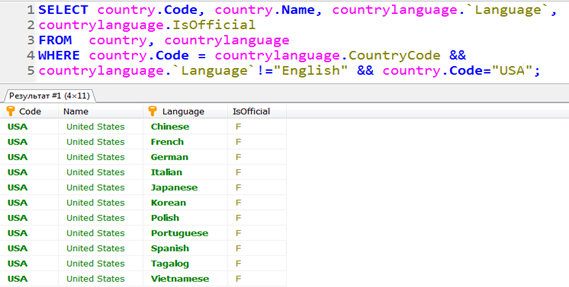 1 SELECT country.Code, country.Name, countrylanguage.`Language`,
2 countrylanguage.IsOfficial
3 FROM country, countrylanguage
4 WHERE country.Code = countrylanguage.CountryCode &&
5 countrylanguage.`Language`!="English" && country.Code="USA";
Результат #1 (4×11)
Code Name Language IsOfficial
USA United States Chinese F
USA United States French F
USA United States German F
USA United States Italian F
USA United States Japanese F
USA United States Korean F
USA United States Polish F
USA United States Portuguese F
USA United States Spanish F
USA United States Tagalog F
USA United States Vietnamese F